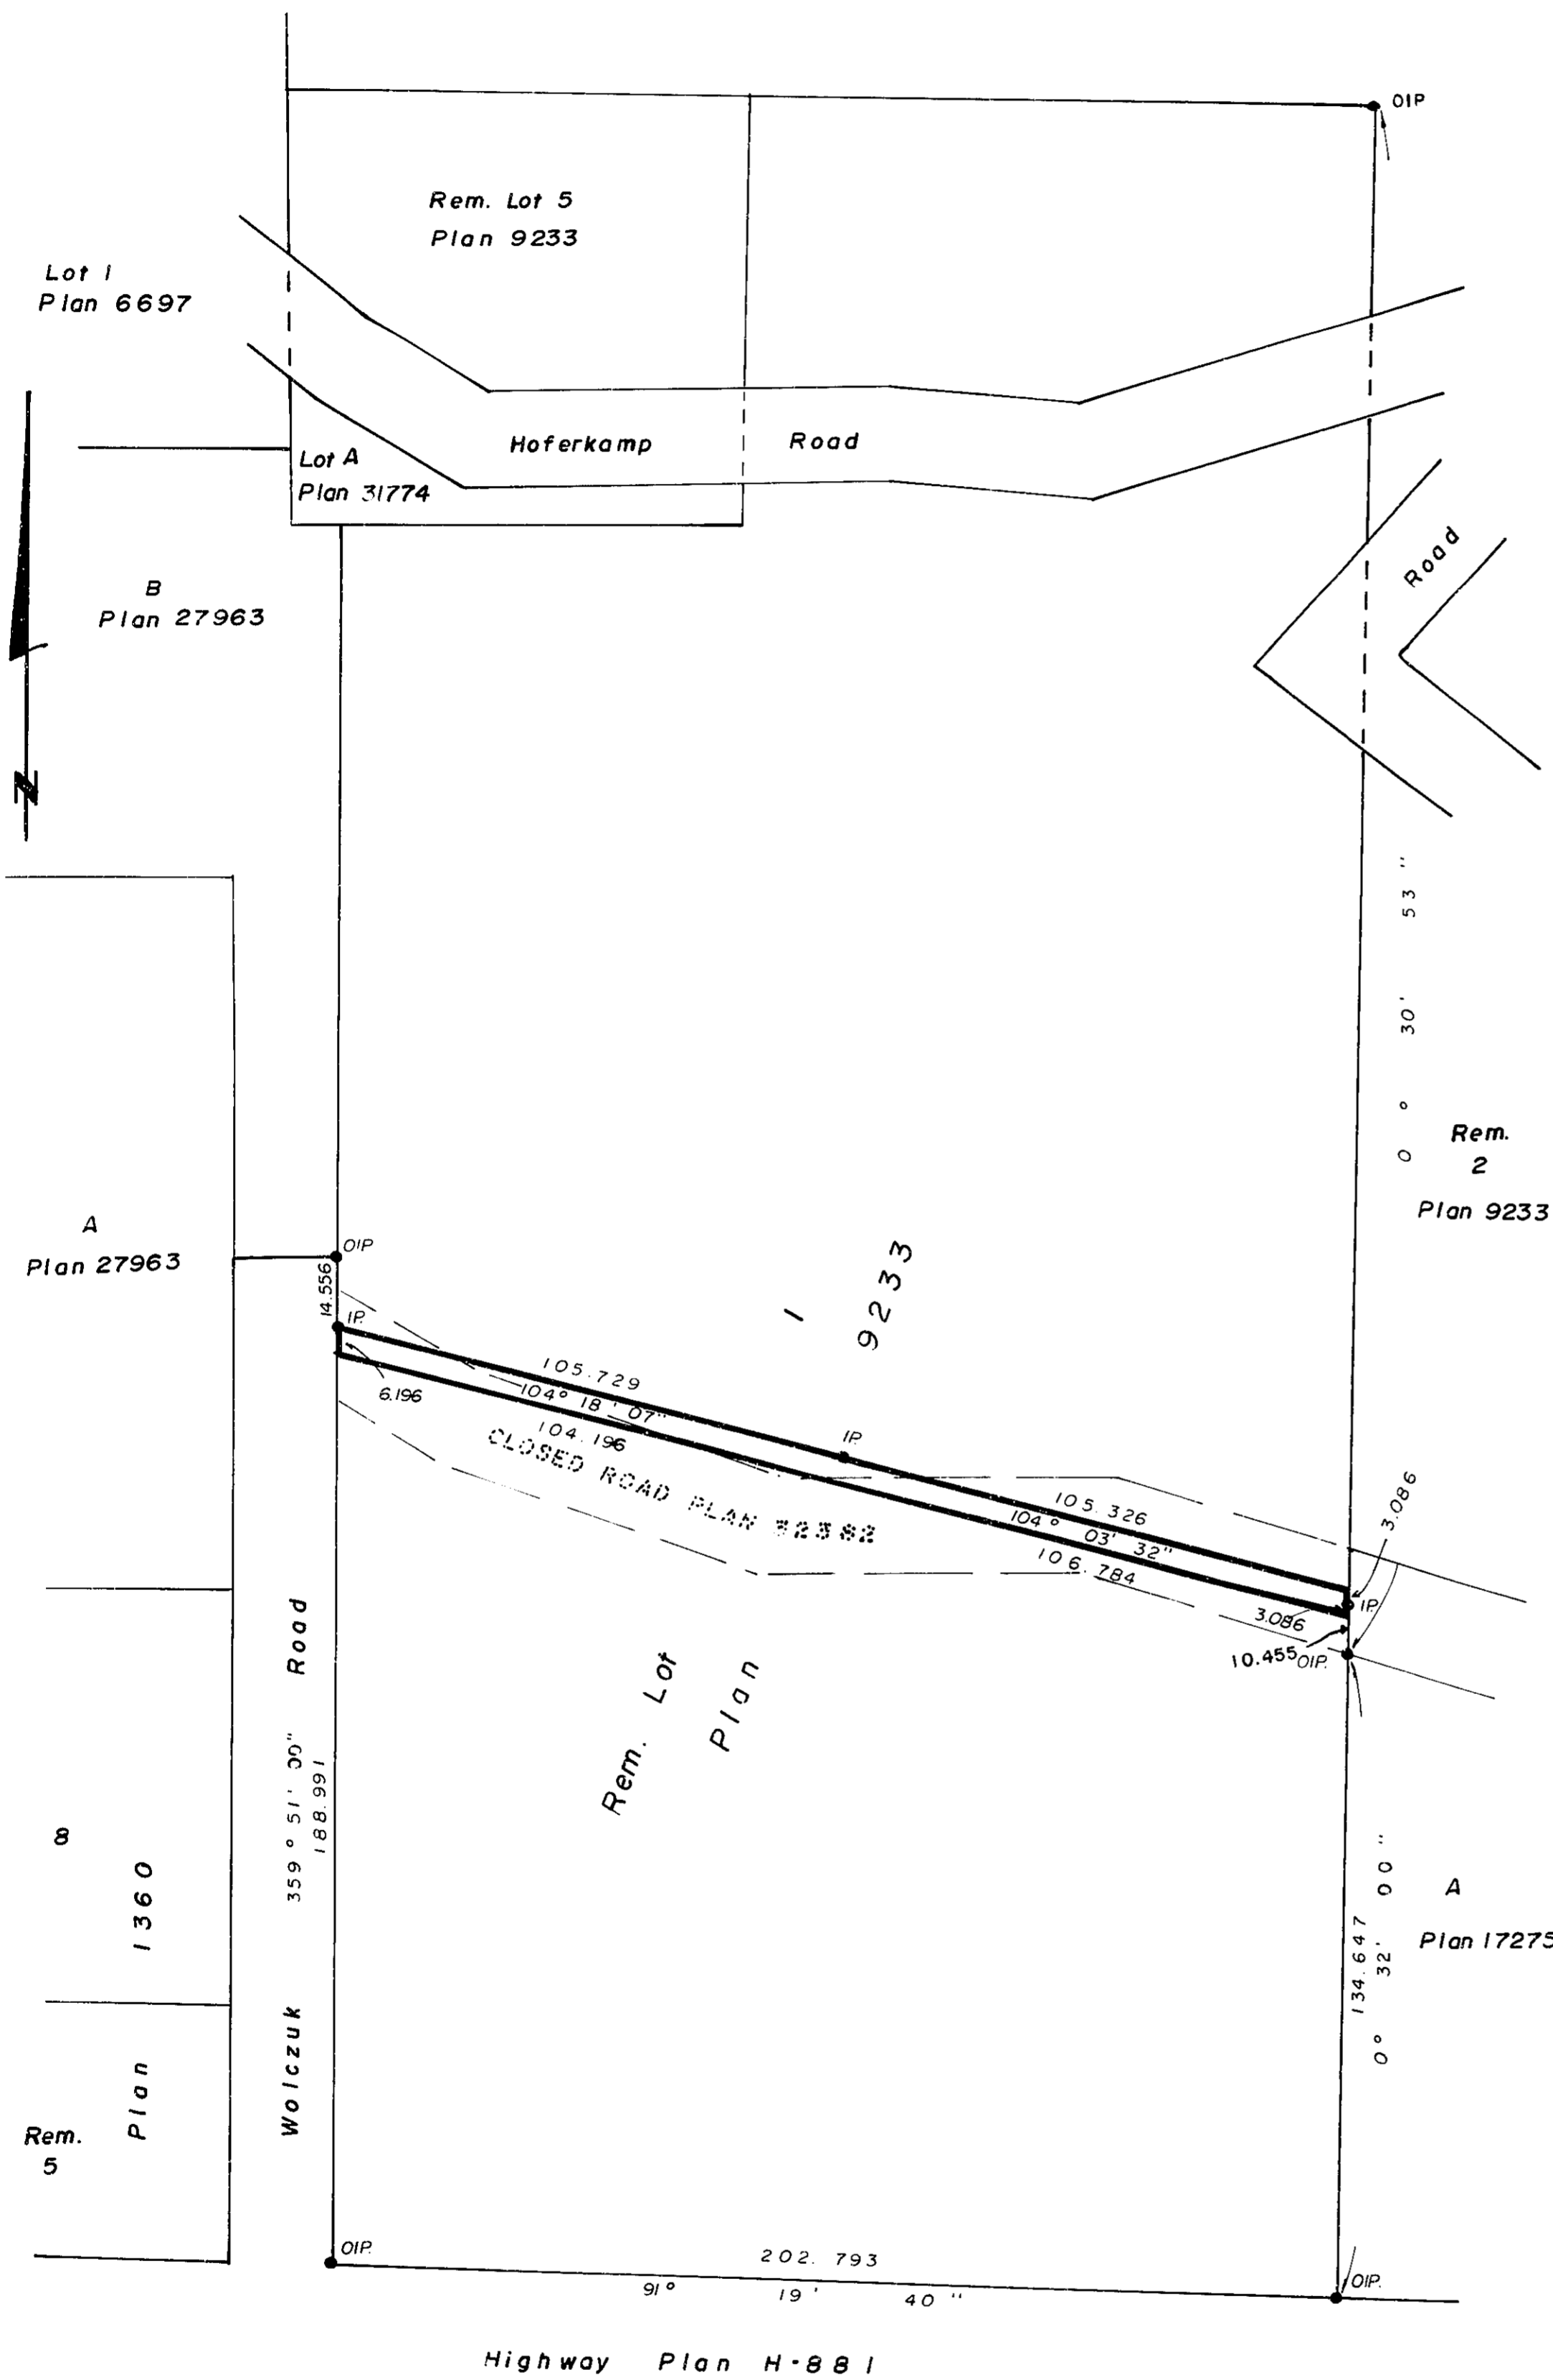 OIP
Rem. Lot 5
Plan 9233
Lot 1
Plan 6697
Hoferkamp Road
Lot A
Plan 31774
Road
B
Plan 27963
N
0° 30' 53"
Rem.
2
Plan 9233
A
Plan 27963
OIP
14.556
IP.
6.196
1
9233
105.729
104° 18' 07"
104.196
CLOSED ROAD PLAN 32382
IP.
105.326
104° 03' 32"
106.784
3.086
IP.
3.086
10.455
OIP.
Rem. Lot
Plan
Wolczuk Road
359° 51' 00"
188.991
8
Plan 1360
Rem.
5
A
Plan 17275
134.647
0° 32' 00"
OIP.
202.793
91° 19' 40"
OIP.
Highway Plan H-881